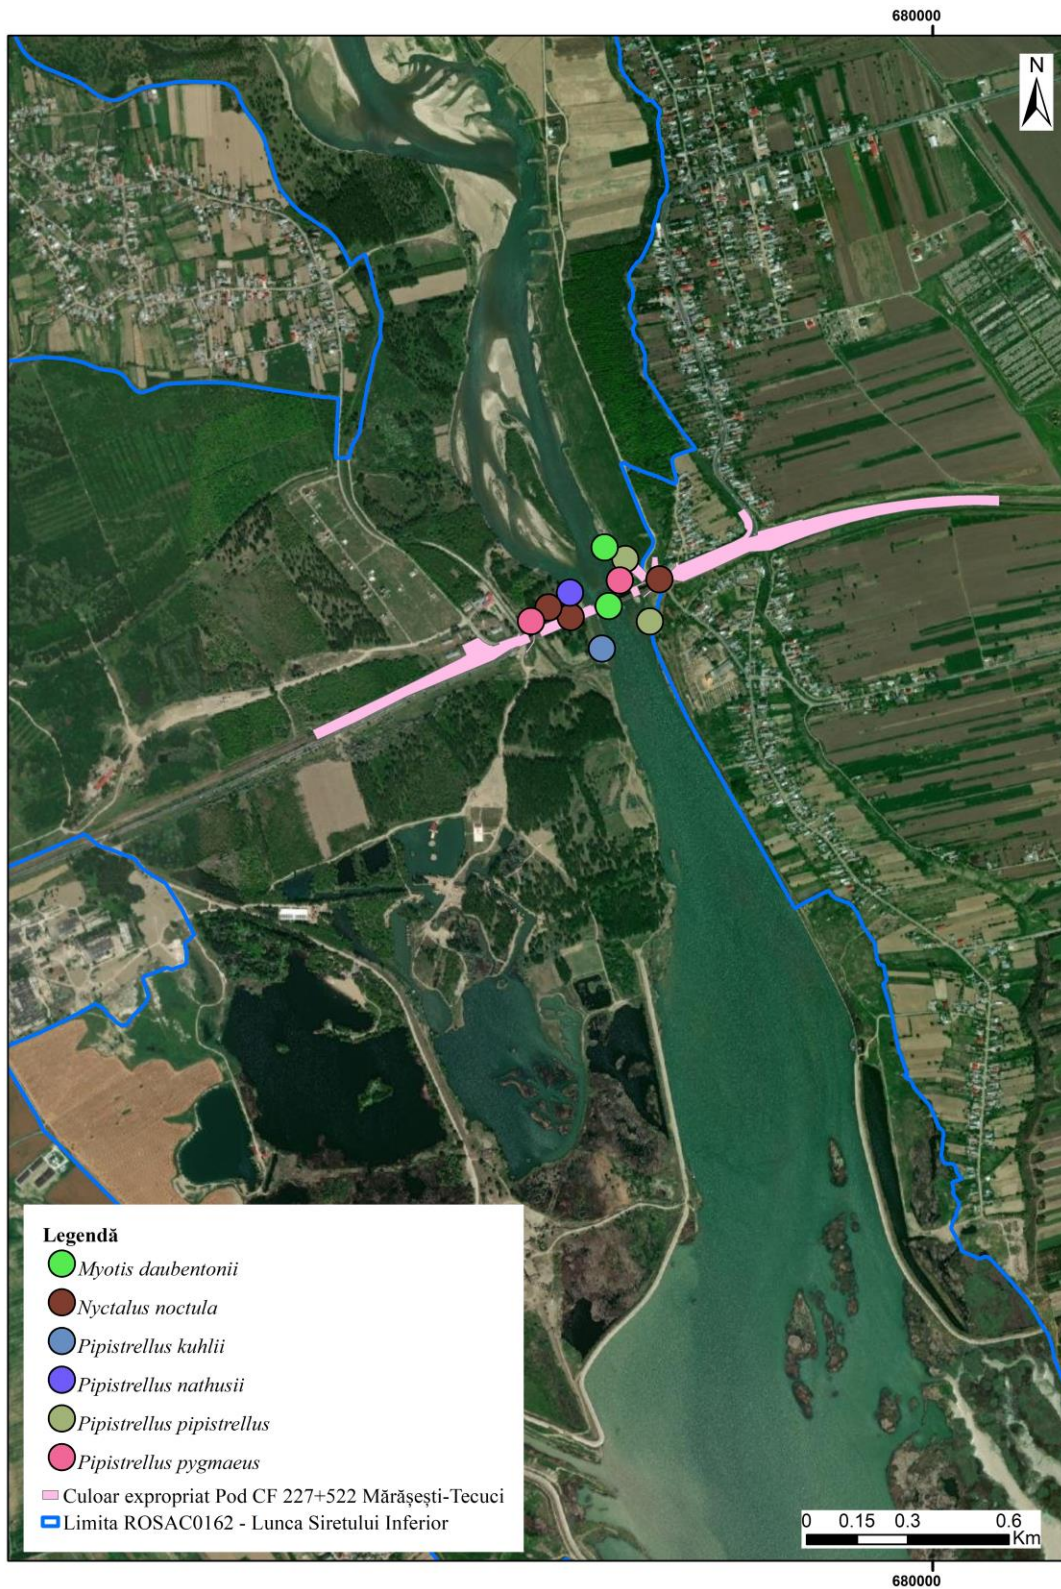 680000
N
Legendă
Myotis daubentonii
Nyctalus noctula
Pipistrellus kuhlii
Pipistrellus nathusii
Pipistrellus pipistrellus
Pipistrellus pygmaeus
Culoar expropriat Pod CF 227+522 Mărășești-Tecuci
Limita ROSAC0162 - Lunca Siretului Inferior
0 0.15 0.3 0.6
Km
680000